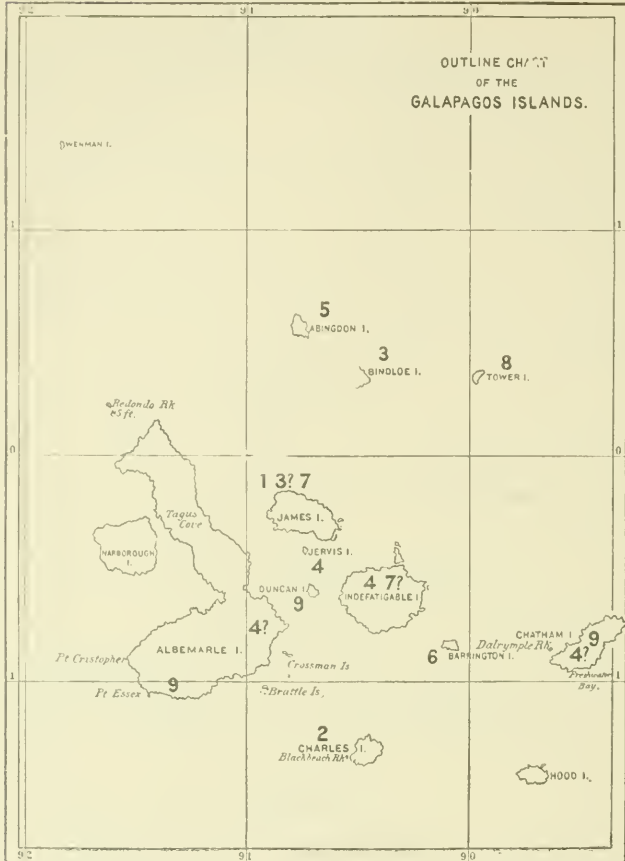 92
91
90
OUTLINE CHART
OF THE
GALAPAGOS ISLANDS.
WENMAN I.
1
1
5
ABINGDON I.
3
BINDLOE I.
8
TOWER I.
Redondo Rk
85 ft.
0
0
1 3? 7
JAMES I.
Tagus
Cove
NARBOROUGH
I.
JERVIS I.
4
DUNCAN I.
9
4 7?
INDEFATIGABLE I
4?
ALBEMARLE I.
Pt Cristopher
Crossman Is
CHATHAM I
9
Dalrymple Rk
6
BARRINGTON I.
4?
Freshwater
Bay.
1
1
Pt Essex
9
Brattle Is.
2
CHARLES I.
Blackbeach Rk
HOOD I.
92
91
90